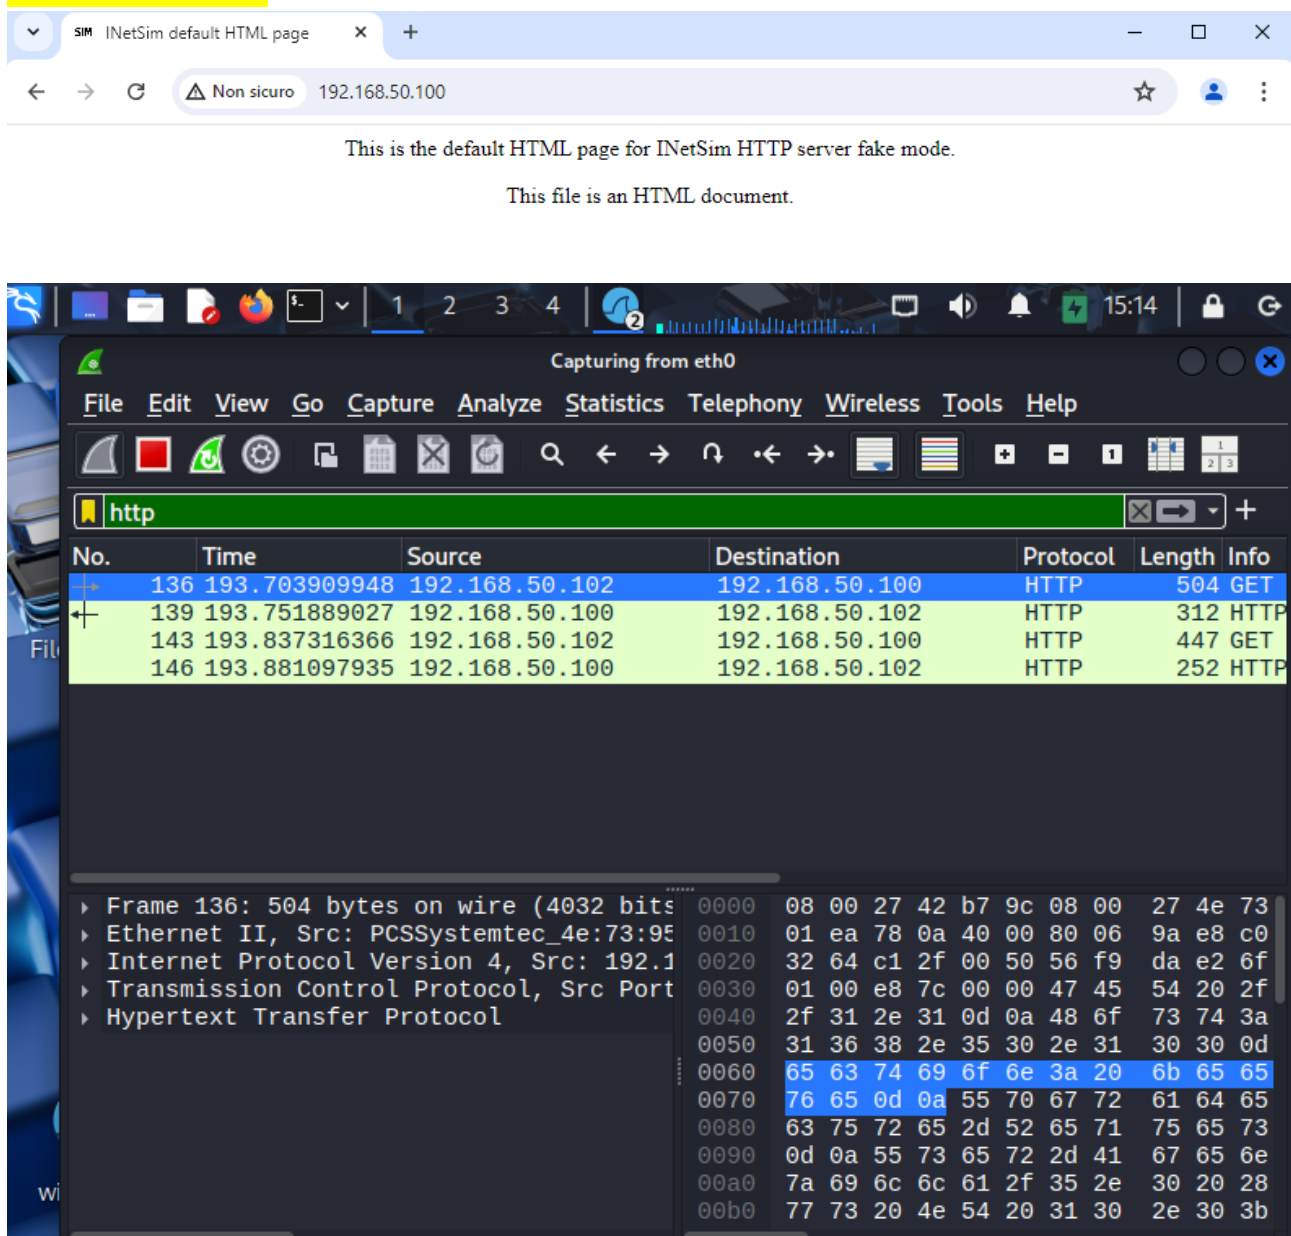 SIM INetSim default HTML page
Non sicuro 192.168.50.100
This is the default HTML page for INetSim HTTP server fake mode.
This file is an HTML document.
1 2 3 4 2 15:14
Capturing from eth0
File Edit View Go Capture Analyze Statistics Telephony Wireless Tools Help
http
No. Time Source Destination Protocol Length Info
136 193.703909948 192.168.50.102 192.168.50.100 HTTP 504 GET
139 193.751889027 192.168.50.100 192.168.50.102 HTTP 312 HTTP
143 193.837316366 192.168.50.102 192.168.50.100 HTTP 447 GET
146 193.881097935 192.168.50.100 192.168.50.102 HTTP 252 HTTP
Fil
wi
Frame 136: 504 bytes on wire (4032 bits
Ethernet II, Src: PCSSystemtec_4e:73:95
Internet Protocol Version 4, Src: 192.1
Transmission Control Protocol, Src Port
Hypertext Transfer Protocol
0000 08 00 27 42 b7 9c 08 00 27 4e 73
0010 01 ea 78 0a 40 00 80 06 9a e8 c0
0020 32 64 c1 2f 00 50 56 f9 da e2 6f
0030 01 00 e8 7c 00 00 47 45 54 20 2f
0040 2f 31 2e 31 0d 0a 48 6f 73 74 3a
0050 31 36 38 2e 35 30 2e 31 30 30 0d
0060 65 63 74 69 6f 6e 3a 20 6b 65 65
0070 76 65 0d 0a 55 70 67 72 61 64 65
0080 63 75 72 65 2d 52 65 71 75 65 73
0090 0d 0a 55 73 65 72 2d 41 67 65 6e
00a0 7a 69 6c 6c 61 2f 35 2e 30 20 28
00b0 77 73 20 4e 54 20 31 30 2e 30 3b